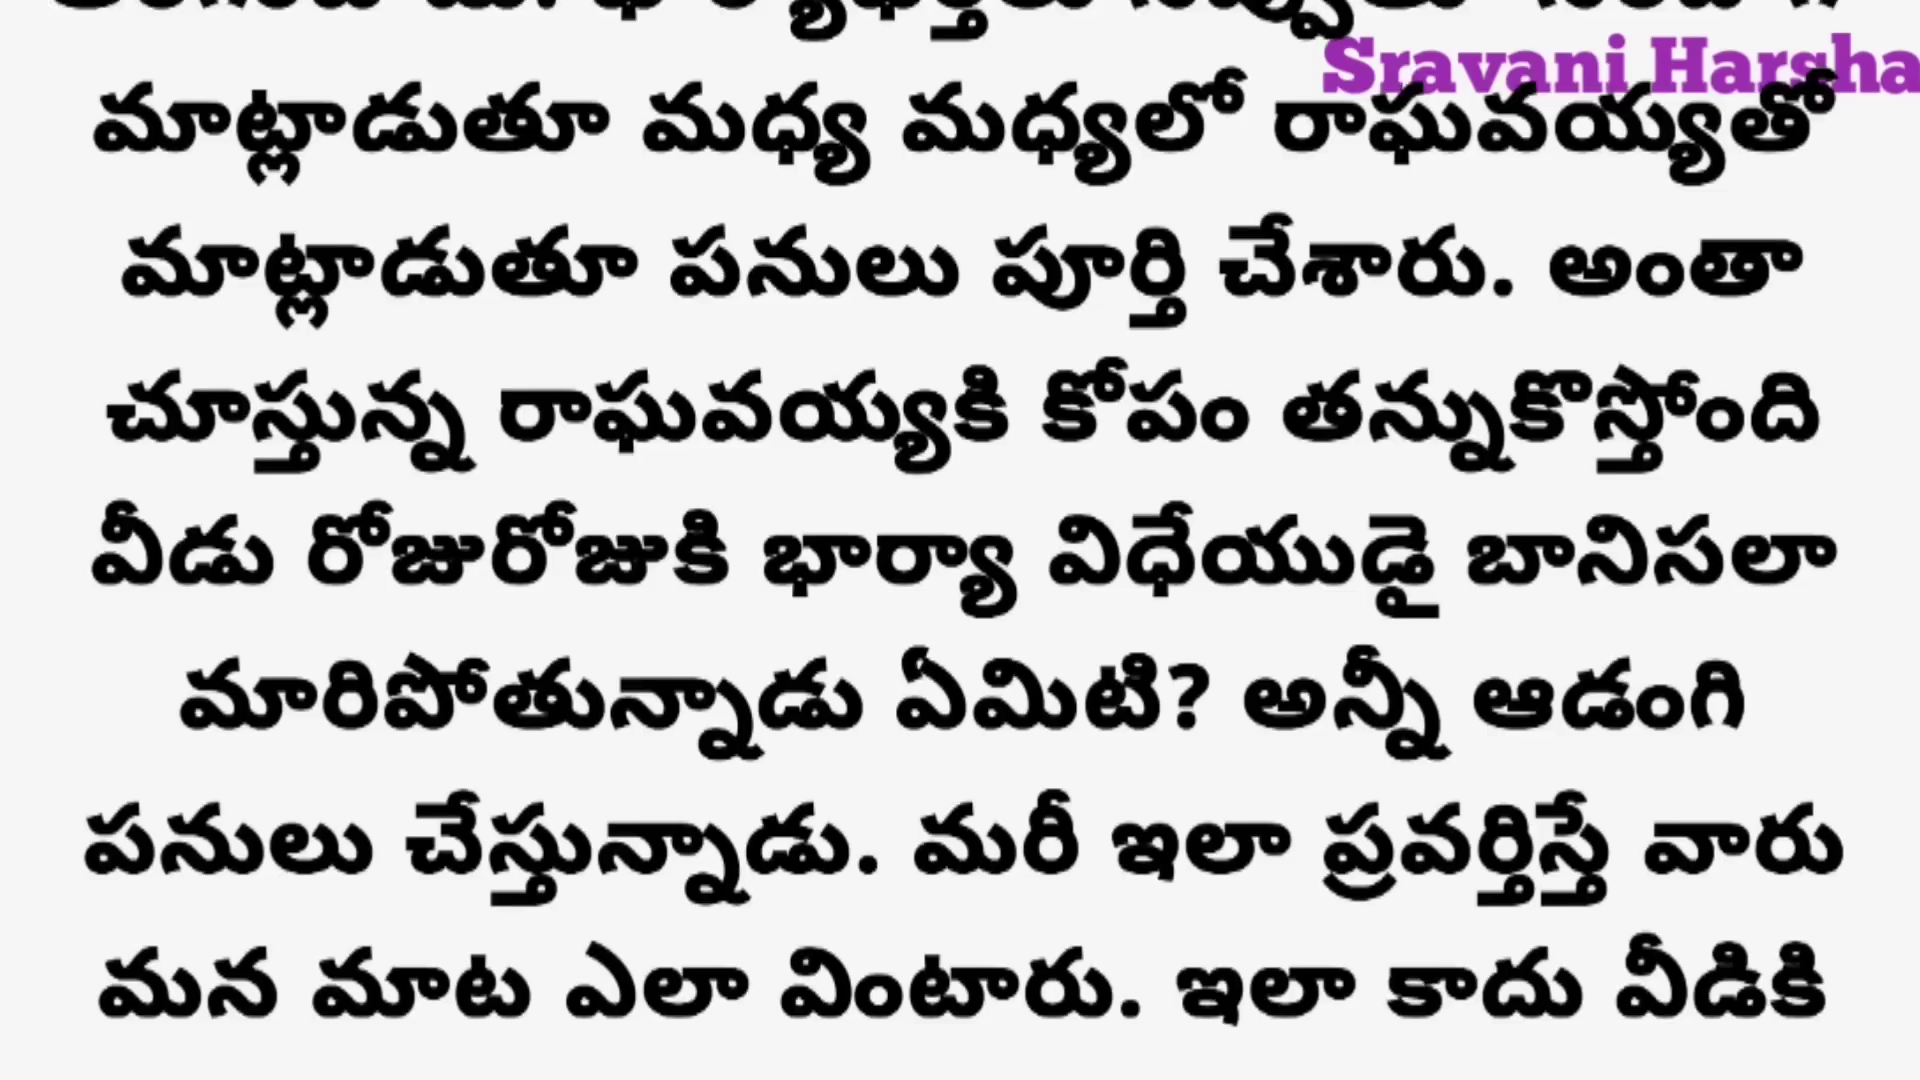 Sravani Harsha
మాట్లాడుతూ మధ్య మధ్యలో రాఘవయ్యతో
మాట్లాడుతూ పనులు పూర్తి చేశారు. అంతా
చూస్తున్న రాఘవయ్యకి కోపం తన్నుకొస్తోంది
వీడు రోజురోజుకి భార్యా విధేయుడై బానిసలా
మారిపోతున్నాడు ఏమిటి? అన్నీ ఆడంగి
పనులు చేస్తున్నాడు. మరీ ఇలా ప్రవర్తిస్తే వారు
మన మాట ఎలా వింటారు. ఇలా కాదు వీడికి